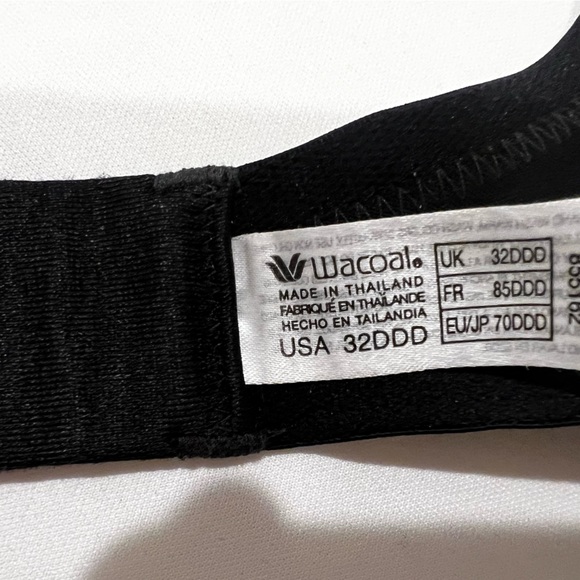 Wacoal®
MADE IN THAILAND
FABRIQUÉ EN THAÏLANDE
HECHO EN TAILANDIA
USA 32DDD
UK 32DDD
FR 85DDD
EU/JP 70DDD